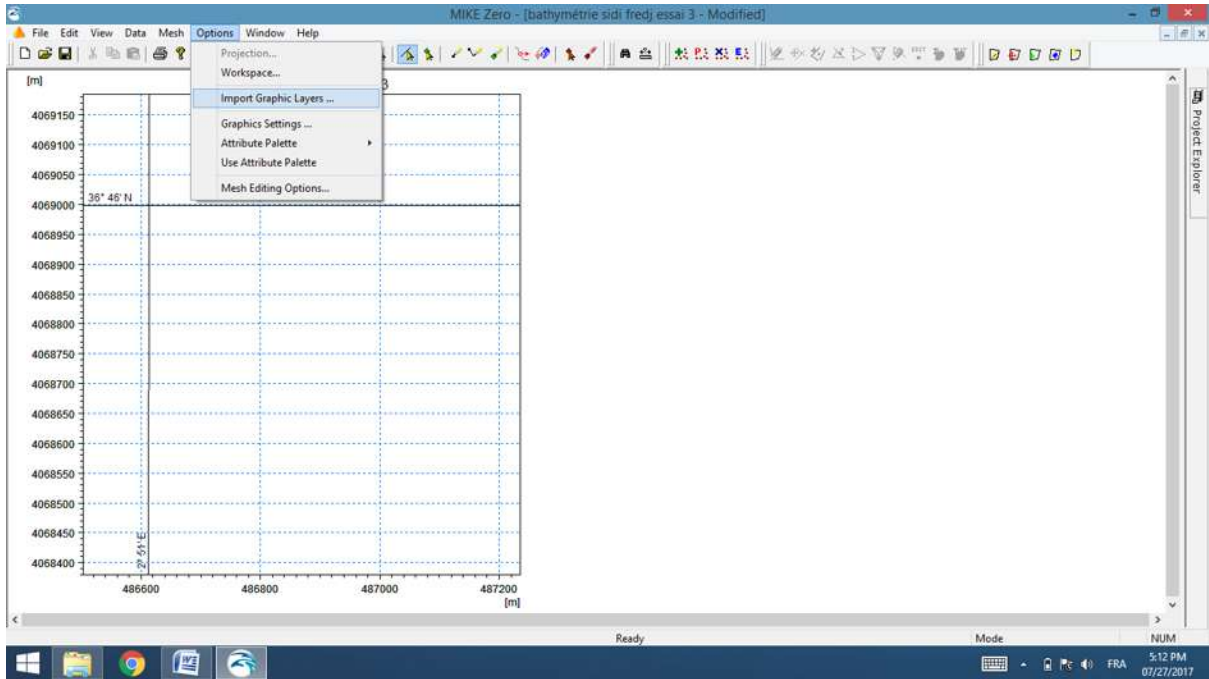 MIKE Zero - [bathymétrie sidi fredj essai 3 - Modified]
File Edit View Data Mesh Options Window Help
Projection...
Workspace...
Import Graphic Layers ...
Graphics Settings ...
Attribute Palette
Use Attribute Palette
Mesh Editing Options...
3
[m]
4069150
4069100
4069050
4069000
4068950
4068900
4068850
4068800
4068750
4068700
4068650
4068600
4068550
4068500
4068450
4068400
36° 46' N
2° 51' E
486600 486800 487000 487200
[m]
Project Explorer
Ready Mode NUM
FRA 5:12 PM
07/27/2017